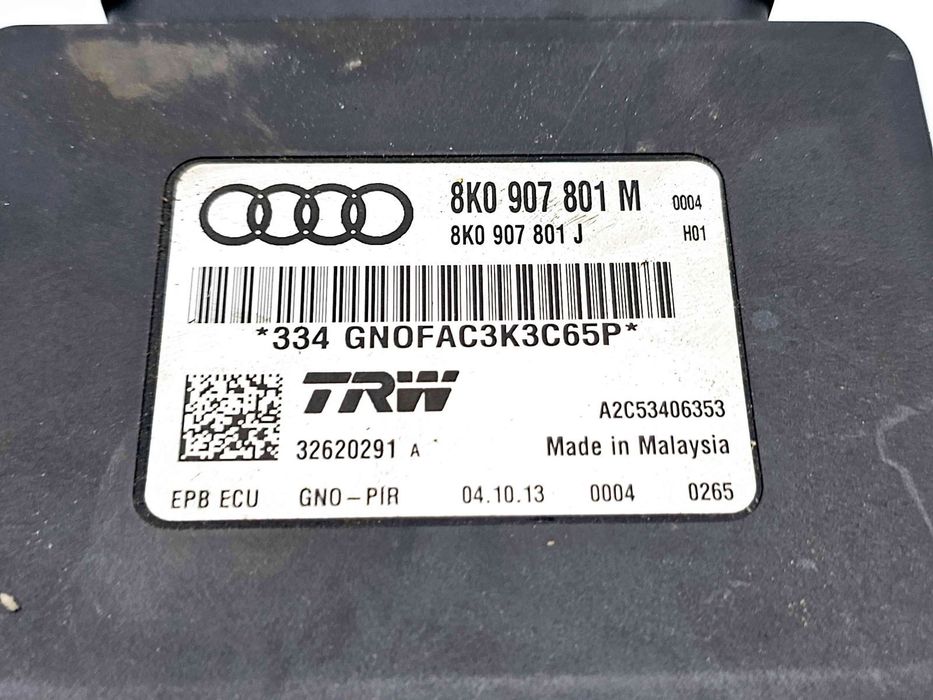 8K0 907 801 M 0004
8K0 907 801 J H01
*334 GNOFAC3K3C65P*
TRW
A2C53406353
32620291 A Made in Malaysia
EPB ECU GNO-PIR 04.10.13 0004 0265